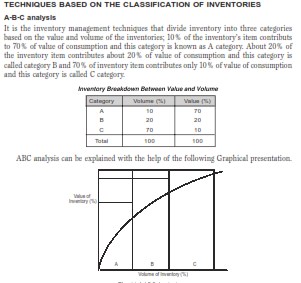 TECHNIQUES BASED ON THE CLASSIFICATION OF INVENTORIES
A-B-C analysis
It is the inventory management techniques that divide inventory into three categories
based on the value and volume of the inventories; 10% of the inventory's item contributs
to 70% of value of consumption and this category is known as A category. About 20% of
the inventory item contributes about 20% of value of consumption and this category is
called category B and 70% of inventory item contributes only 10% of value of consumption
and this category is called C category.
Inventory Breakdown Between Value and Volume
Category Volume (%) Value (%)
A 10 70
B 20 20
C 70 10
Total 100 100
ABC analysis can be explained with the help of the following Graphical presentation.
Value of
Inventory (%)
A B C
Volume of Inventory (%)